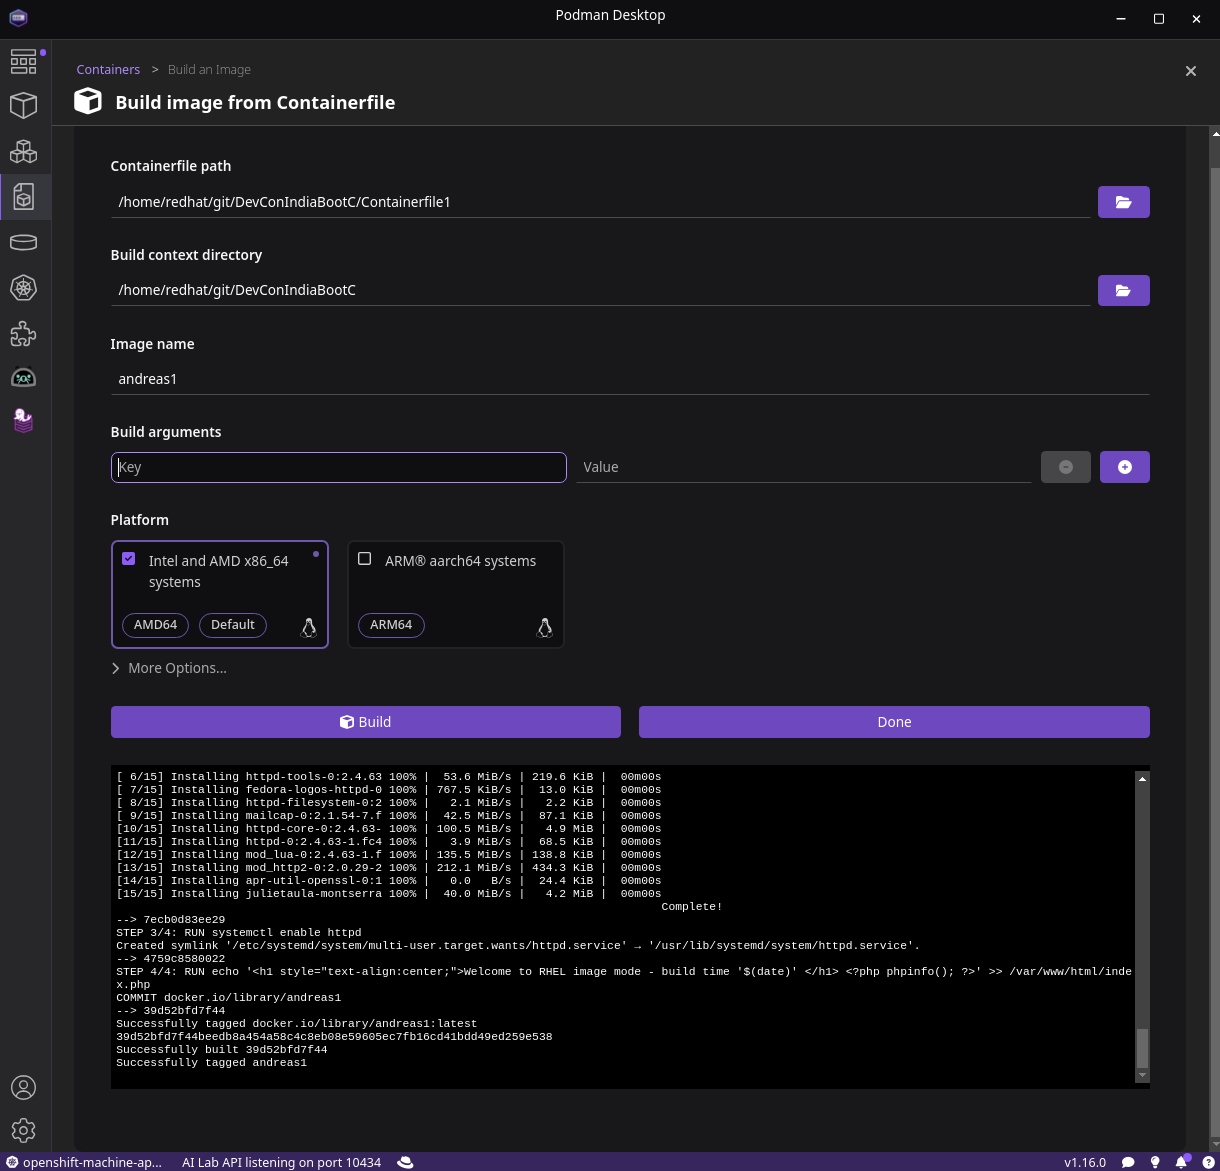 Podman Desktop
Containers > Build an Image
Build image from Containerfile
Containerfile path
/home/redhat/git/DevConIndiaBootC/Containerfile1
Build context directory
/home/redhat/git/DevConIndiaBootC
Image name
andreas1
Build arguments
Key Value
Platform
Intel and AMD x86_64 systems
AMD64 Default
ARM® aarch64 systems
ARM64
More Options...
Build Done
[ 6/15] Installing httpd-tools-0:2.4.63 100% |  53.6 MiB/s | 219.6 KiB |  00m00s
[ 7/15] Installing fedora-logos-httpd-0 100% | 767.5 KiB/s |  13.0 KiB |  00m00s
[ 8/15] Installing httpd-filesystem-0:2 100% |   2.1 MiB/s |   2.2 KiB |  00m00s
[ 9/15] Installing mailcap-0:2.1.54-7.f 100% |  42.5 MiB/s |  87.1 KiB |  00m00s
[10/15] Installing httpd-core-0:2.4.63- 100% | 100.5 MiB/s |   4.9 MiB |  00m00s
[11/15] Installing httpd-0:2.4.63-1.fc4 100% |   3.9 MiB/s |  68.5 KiB |  00m00s
[12/15] Installing mod_lua-0:2.4.63-1.f 100% | 135.5 MiB/s | 138.8 KiB |  00m00s
[13/15] Installing mod_http2-0:2.0.29-2 100% | 212.1 MiB/s | 434.3 KiB |  00m00s
[14/15] Installing apr-util-openssl-0:1 100% |   0.0   B/s |  24.4 KiB |  00m00s
[15/15] Installing julietaula-montserra 100% |  40.0 MiB/s |   4.2 MiB |  00m00s
Complete!
--> 7ecb0d83ee29
STEP 3/4: RUN systemctl enable httpd
Created symlink '/etc/systemd/system/multi-user.target.wants/httpd.service' → '/usr/lib/systemd/system/httpd.service'.
--> 4759c8580022
STEP 4/4: RUN echo '<h1 style="text-align:center;">Welcome to RHEL image mode - build time '$(date)' </h1> <?php phpinfo(); ?>' >> /var/www/html/inde
x.php
COMMIT docker.io/library/andreas1
--> 39d52bfd7f44
Successfully tagged docker.io/library/andreas1:latest
39d52bfd7f44beedb8a454a58c4c8eb08e59605ec7fb16cd41bdd49ed259e538
Successfully built 39d52bfd7f44
Successfully tagged andreas1
openshift-machine-ap... AI Lab API listening on port 10434 v1.16.0